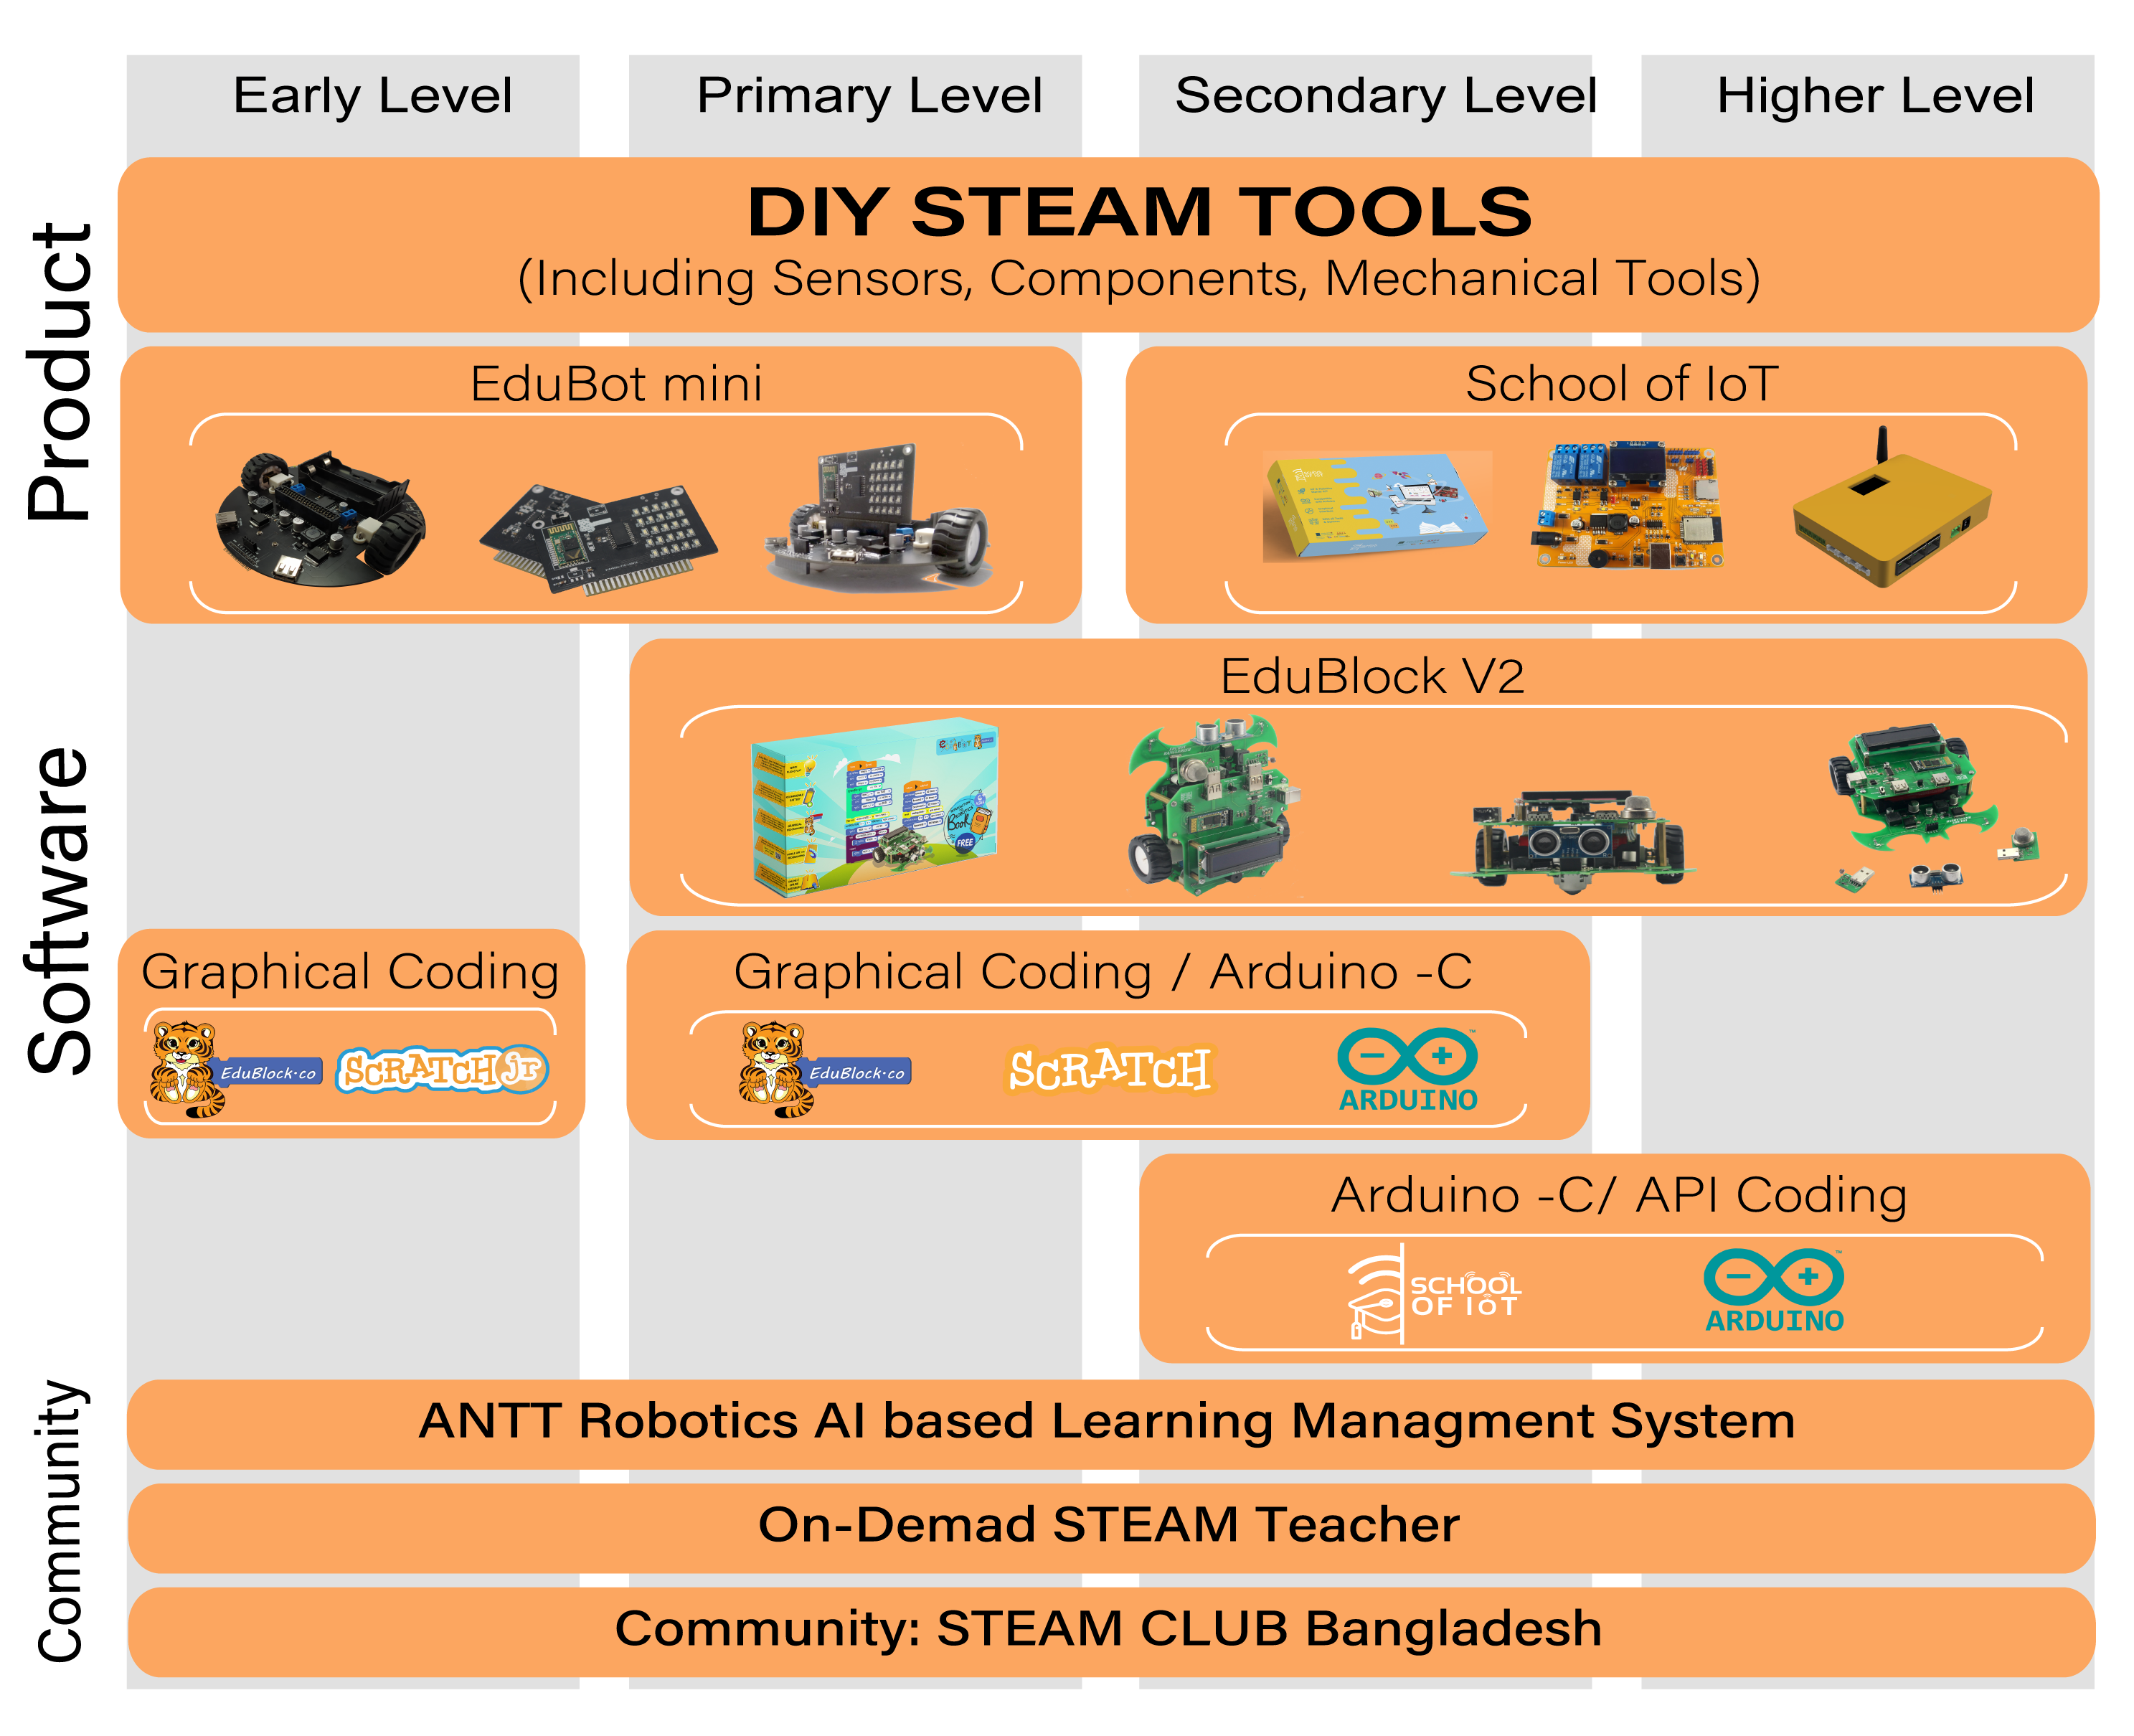 Early Level
Primary Level
Secondary Level
Higher Level
Product
DIY STEAM TOOLS
(Including Sensors, Components, Mechanical Tools)
EduBot mini
School of IoT
Software
EduBlock V2
Book
FREE
Graphical Coding
EduBlock.co
SCRATCH jr
Graphical Coding / Arduino -C
EduBlock.co
SCRATCH
ARDUINO
Arduino -C/ API Coding
SCHOOL
OF IoT
ARDUINO
Community
ANTT Robotics AI based Learning Managment System
On-Demad STEAM Teacher
Community: STEAM CLUB Bangladesh